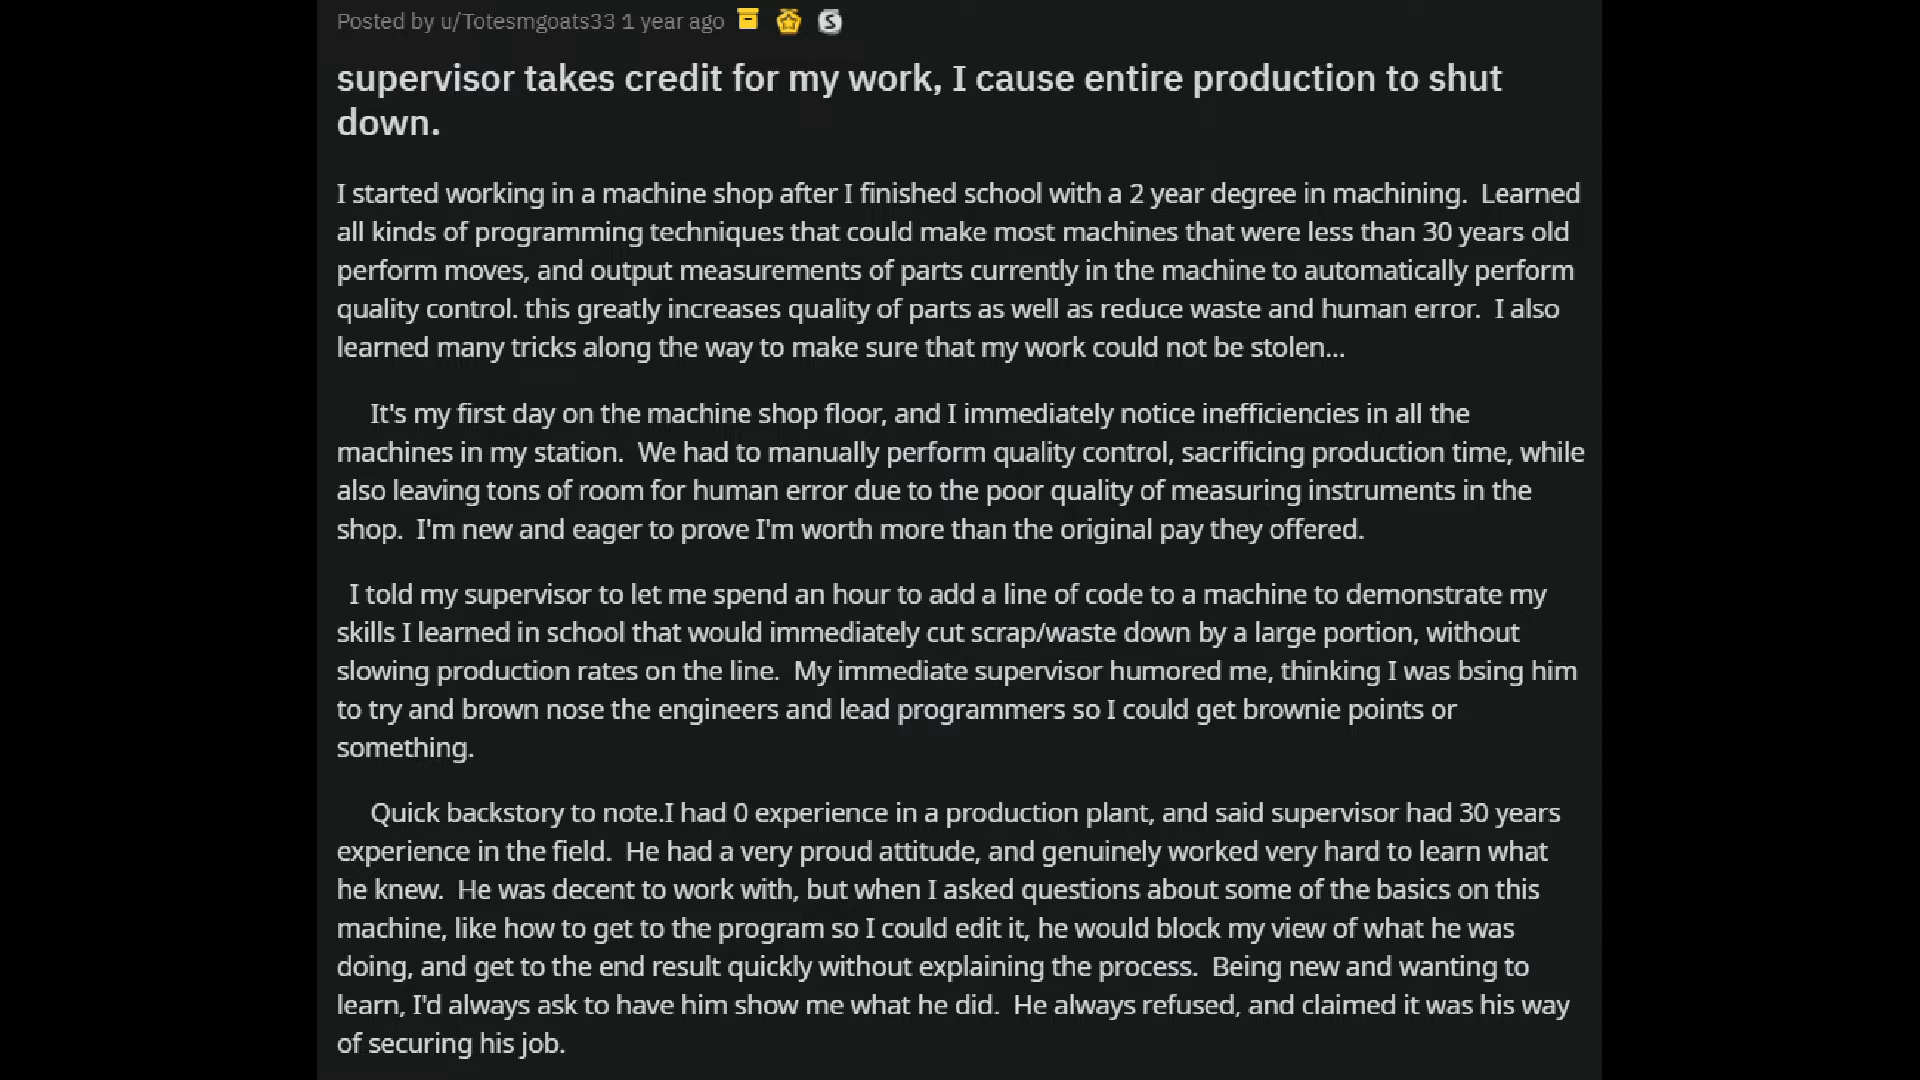 Posted by u/Totesmgoats33 1 year ago
supervisor takes credit for my work, I cause entire production to shut
down.
I started working in a machine shop after I finished school with a 2 year degree in machining.  Learned
all kinds of programming techniques that could make most machines that were less than 30 years old
perform moves, and output measurements of parts currently in the machine to automatically perform
quality control. this greatly increases quality of parts as well as reduce waste and human error.  I also
learned many tricks along the way to make sure that my work could not be stolen...
It's my first day on the machine shop floor, and I immediately notice inefficiencies in all the
machines in my station.  We had to manually perform quality control, sacrificing production time, while
also leaving tons of room for human error due to the poor quality of measuring instruments in the
shop.  I'm new and eager to prove I'm worth more than the original pay they offered.
I told my supervisor to let me spend an hour to add a line of code to a machine to demonstrate my
skills I learned in school that would immediately cut scrap/waste down by a large portion, without
slowing production rates on the line.  My immediate supervisor humored me, thinking I was bsing him
to try and brown nose the engineers and lead programmers so I could get brownie points or
something.
Quick backstory to note.I had 0 experience in a production plant, and said supervisor had 30 years
experience in the field.  He had a very proud attitude, and genuinely worked very hard to learn what
he knew.  He was decent to work with, but when I asked questions about some of the basics on this
machine, like how to get to the program so I could edit it, he would block my view of what he was
doing, and get to the end result quickly without explaining the process.  Being new and wanting to
learn, I'd always ask to have him show me what he did.  He always refused, and claimed it was his way
of securing his job.